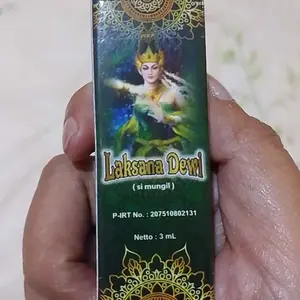 Laksana Dewi
( si mungil )
P-IRT No. : 207510802131
Netto : 3 mL